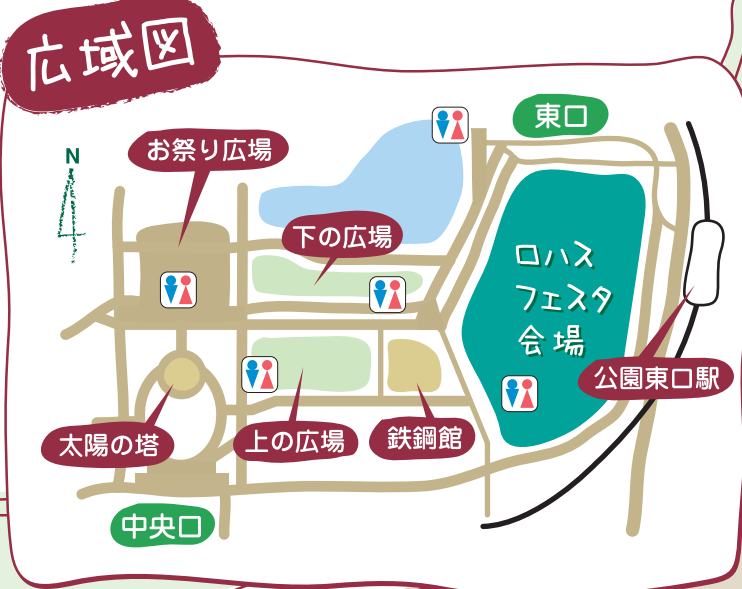 広域図
N
東口
お祭り広場
下の広場
ロハス
フェスタ
会場
公園東口駅
太陽の塔
上の広場
鉄鋼館
中央口